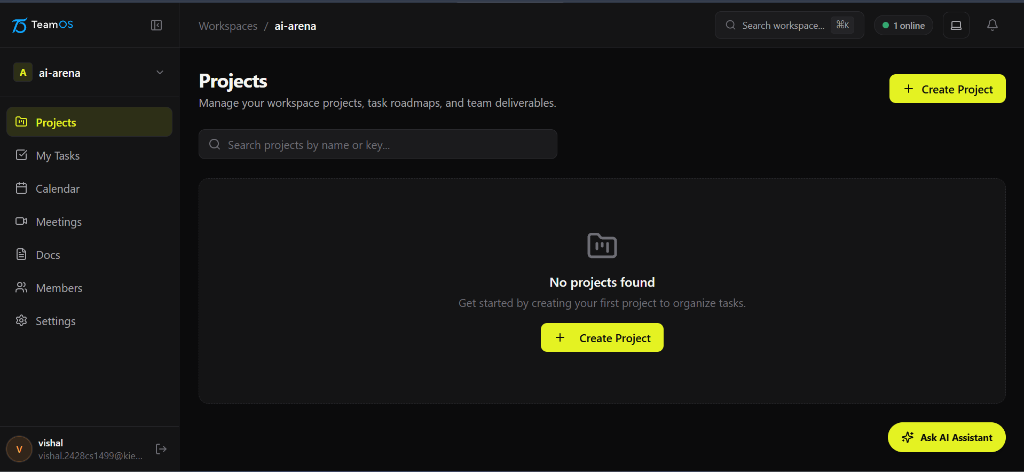 TeamOS
Workspaces / ai-arena
Search workspace... ⌘K
1 online
A ai-arena
Projects
My Tasks
Calendar
Meetings
Docs
Members
Settings
Projects
Manage your workspace projects, task roadmaps, and team deliverables.
+ Create Project
Search projects by name or key...
No projects found
Get started by creating your first project to organize tasks.
+ Create Project
Ask AI Assistant
V
vishal
vishal.2428cs1499@kie...